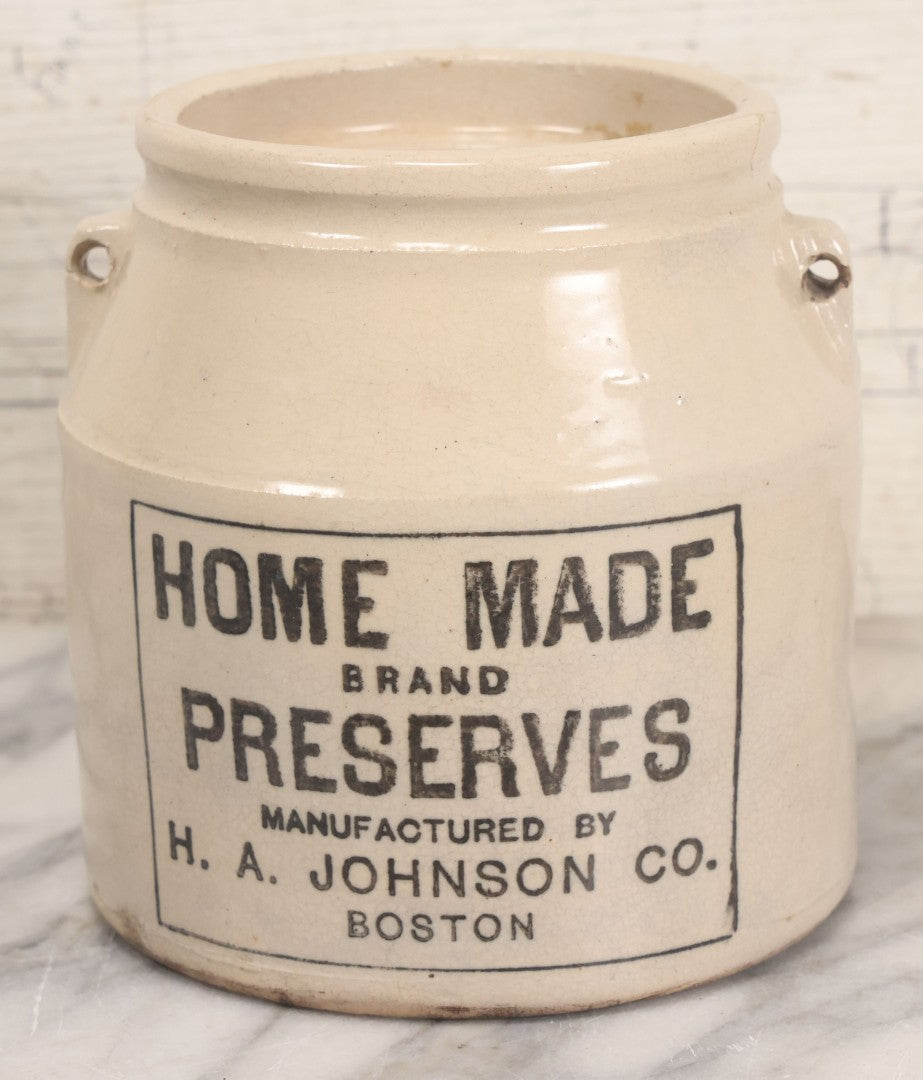 HOME MADE
BRAND
PRESERVES
MANUFACTURED BY
H. A. JOHNSON CO.
BOSTON